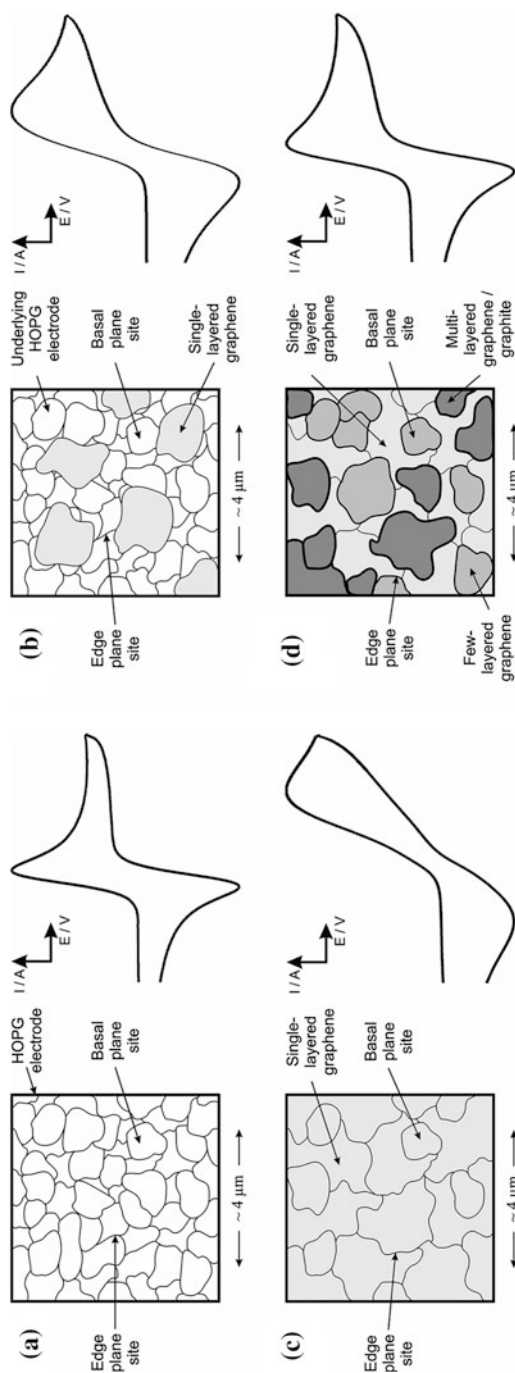 (a)
HOPG
electrode
Basal
plane
site
Edge
plane
site
~ 4 µm
I / A
E / V
(b)
Underlying
HOPG
electrode
Basal plane
site
Single-
layered
graphene
Edge
plane site
~ 4 µm
I / A
E / V
(c)
Single-
layered
graphene
Basal
plane
site
Edge
plane
site
~ 4 µm
I / A
E / V
(d)
Single-layered
graphene
Basal
plane
site
Multi-
layered
graphene /
graphite
Edge
plane site
Few-
layered
graphene
~ 4 µm
I / A
E / V